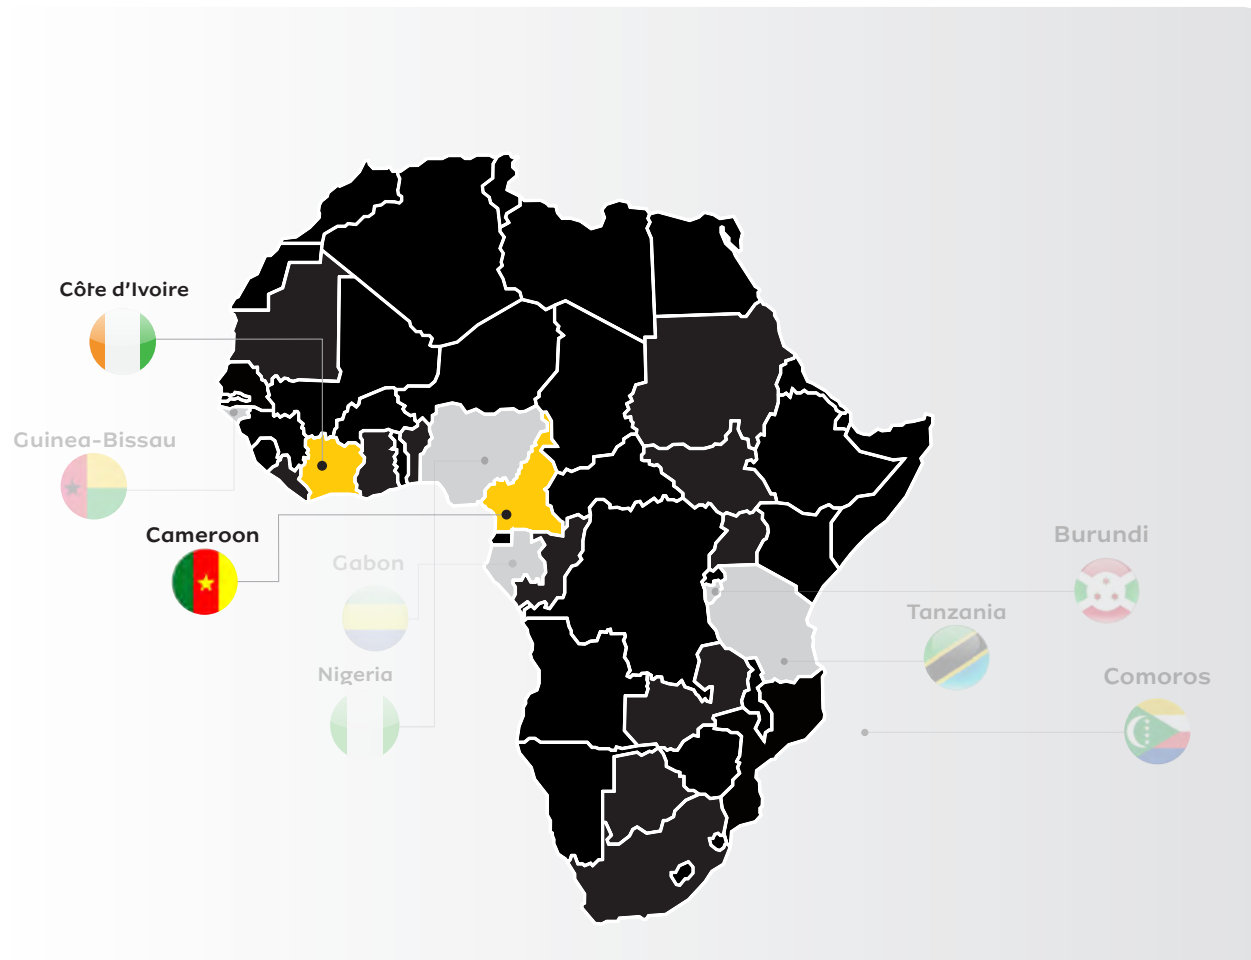 Côte d'Ivoire
Guinea-Bissau
Cameroon
Gabon
Nigeria
Burundi
Tanzania
Comoros